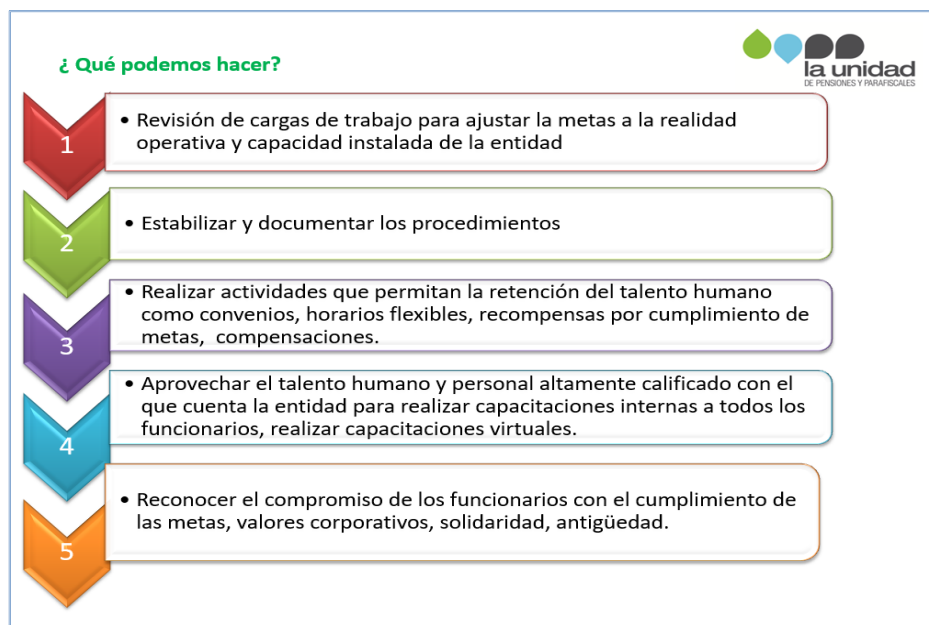 ¿ Qué podemos hacer?
la unidad
DE PENSIONES Y PARAFISCALES
1
• Revisión de cargas de trabajo para ajustar la metas a la realidad
operativa y capacidad instalada de la entidad
2
• Estabilizar y documentar los procedimientos
3
• Realizar actividades que permitan la retención del talento humano
como convenios, horarios flexibles, recompensas por cumplimiento de
metas, compensaciones.
4
• Aprovechar el talento humano y personal altamente calificado con el
que cuenta la entidad para realizar capacitaciones internas a todos los
funcionarios, realizar capacitaciones virtuales.
5
• Reconocer el compromiso de los funcionarios con el cumplimiento de
las metas, valores corporativos, solidaridad, antigüedad.